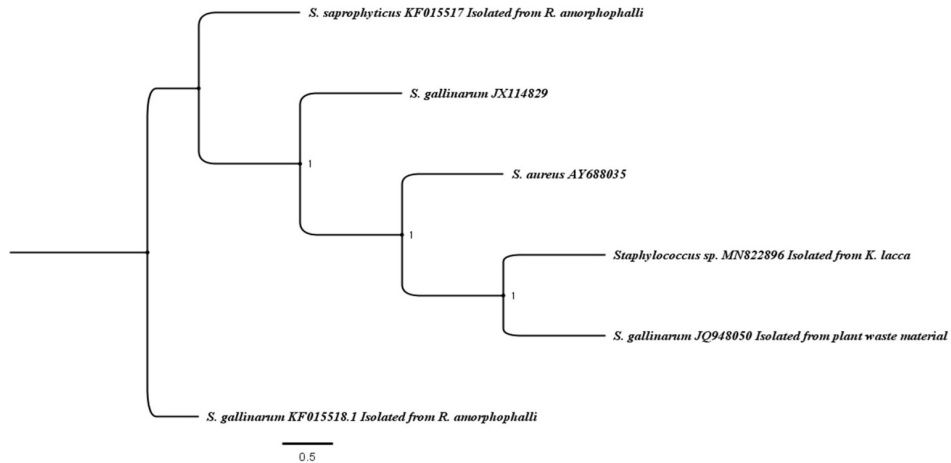 S. saprophyticus KF015517 Isolated from R. amorphophalli
S. gallinarum JX114829
1
S. aureus AY688035
1
Staphylococcus sp. MN822896 Isolated from K. lacca
1
S. gallinarum JQ948050 Isolated from plant waste material
S. gallinarum KF015518.1 Isolated from R. amorphophalli
0.5